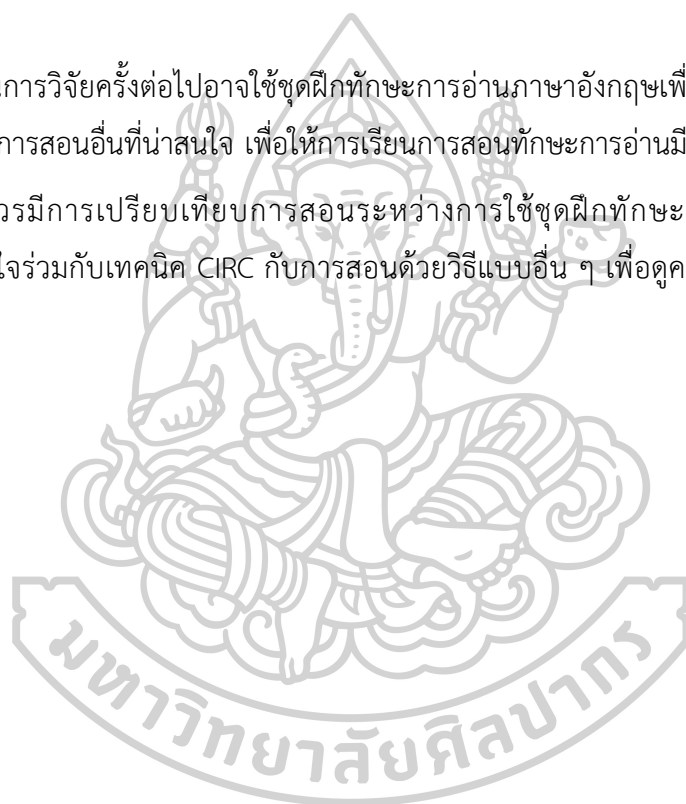 นการวิจัยครั้งต่อไปอาจใช้ชุดฝึกทักษะการอ่านภาษาอังกฤษเพื่
การสอนอื่นที่น่าสนใจ เพื่อให้การเรียนการสอนทักษะการอ่านมี
วรมีการเปรียบเทียบการสอนระหว่างการใช้ชุดฝึกทักษะ
ใจร่วมกับเทคนิค CIRC กับการสอนด้วยวิธีแบบอื่น ๆ เพื่อดูค
มหาวิทยาลัยศิลปากร